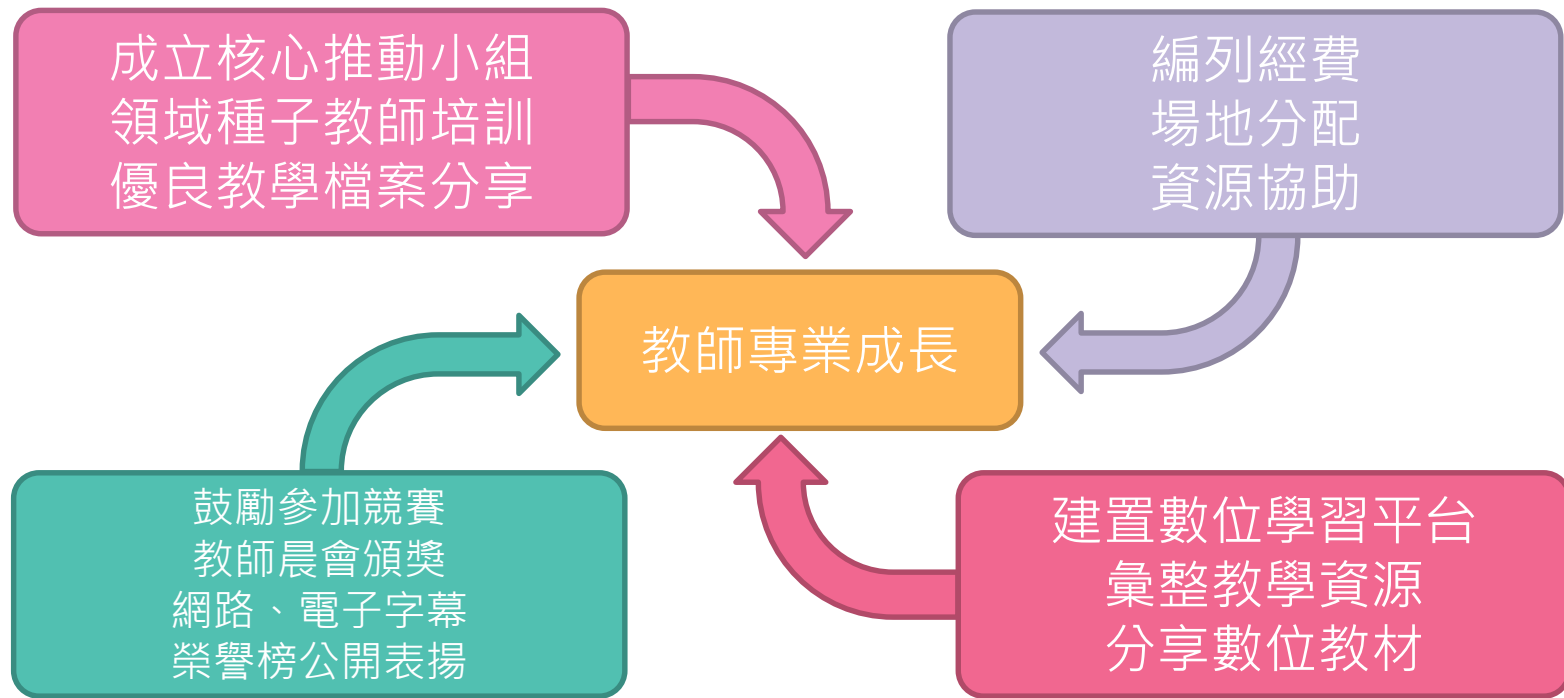 成立核心推動小組
領域種子教師培訓
優良教學檔案分享
編列經費
場地分配
資源協助
教師專業成長
鼓勵參加競賽
教師晨會頒獎
網路、電子字幕
榮譽榜公開表揚
建置數位學習平台
彙整教學資源
分享數位教材